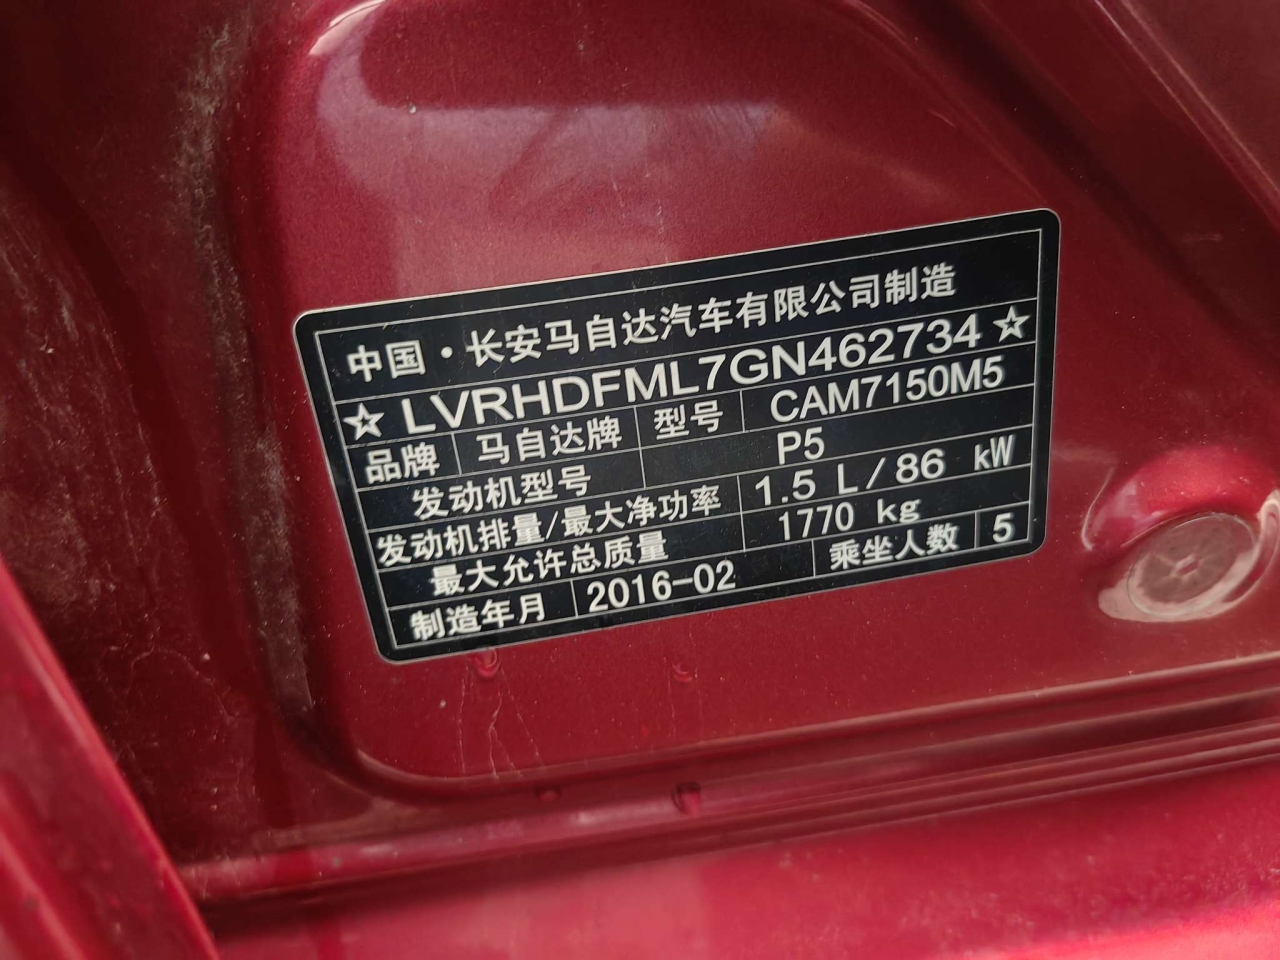 中国·长安马自达汽车有限公司制造
☆LVRHDFML7GN462734☆
品牌 马自达牌 型号 CAM7150M5
发动机型号 P5
发动机排量/最大净功率 1.5 L/86 kW
最大允许总质量 1770 kg
制造年月 2016-02 乘坐人数 5